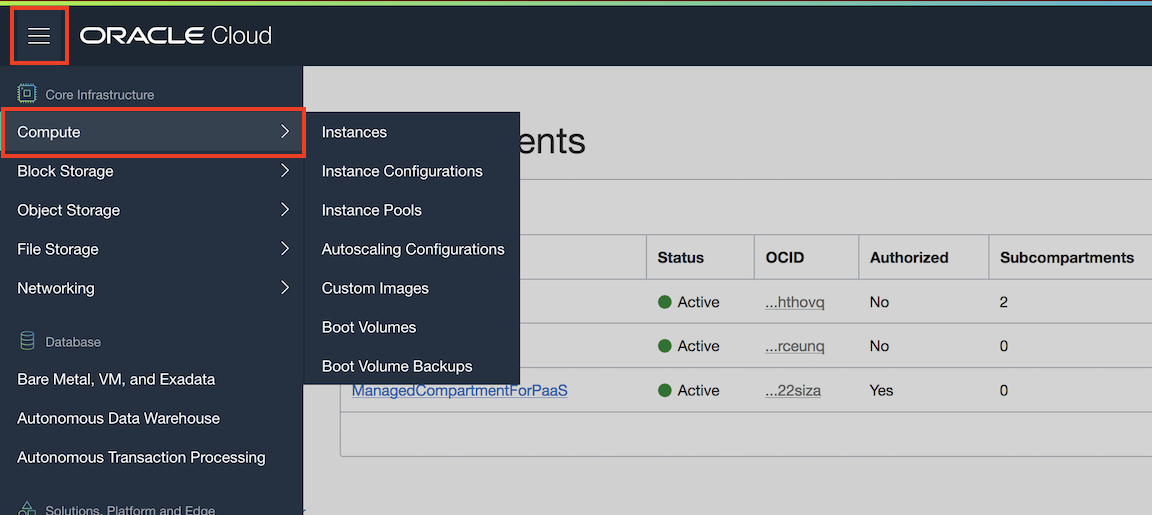 ORACLE Cloud
Core Infrastructure
Compute
Block Storage
Object Storage
File Storage
Networking
Database
Bare Metal, VM, and Exadata
Autonomous Data Warehouse
Autonomous Transaction Processing
Solutions, Platform and Edge
Instances
Instance Configurations
Instance Pools
Autoscaling Configurations
Custom Images
Boot Volumes
Boot Volume Backups
ents
Status OCID Authorized Subcompartments
Active ...hthovq No 2
Active ...rceunq No 0
ManagedCompartmentForPaaS Active ...22siza Yes 0